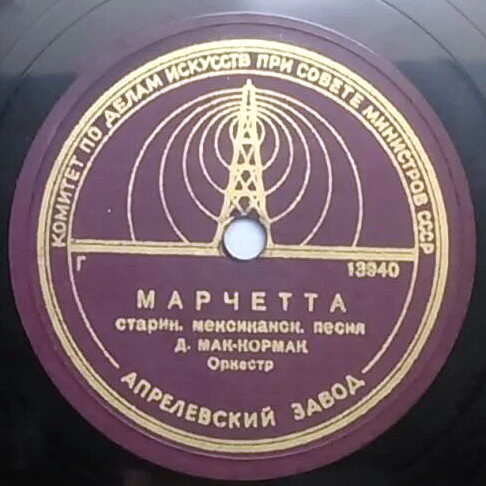 КОМИТЕТ ПО ДЕЛАМ ИСКУССТВ ПРИ СОВЕТЕ МИНИСТРОВ СССР
Г 13940
МАРЧЕТТА
старин. мексиканск. песня
Д. МАК-КОРМАК
Оркестр
АПРЕЛЕВСКИЙ ЗАВОД